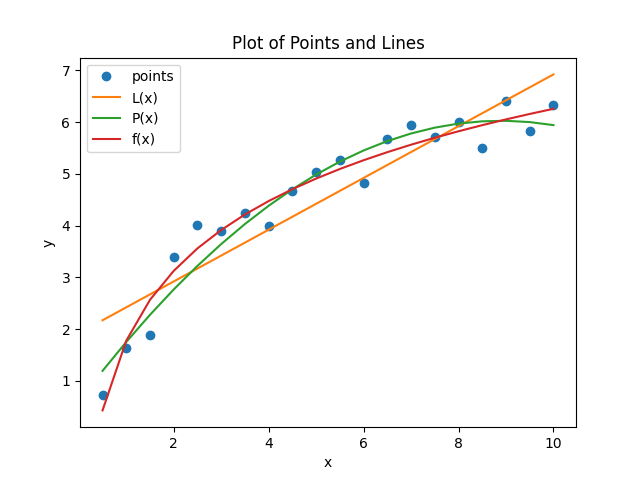 Plot of Points and Lines
points
L(x)
P(x)
f(x)
7
6
5
4
3
2
1
y
2
4
6
8
10
x